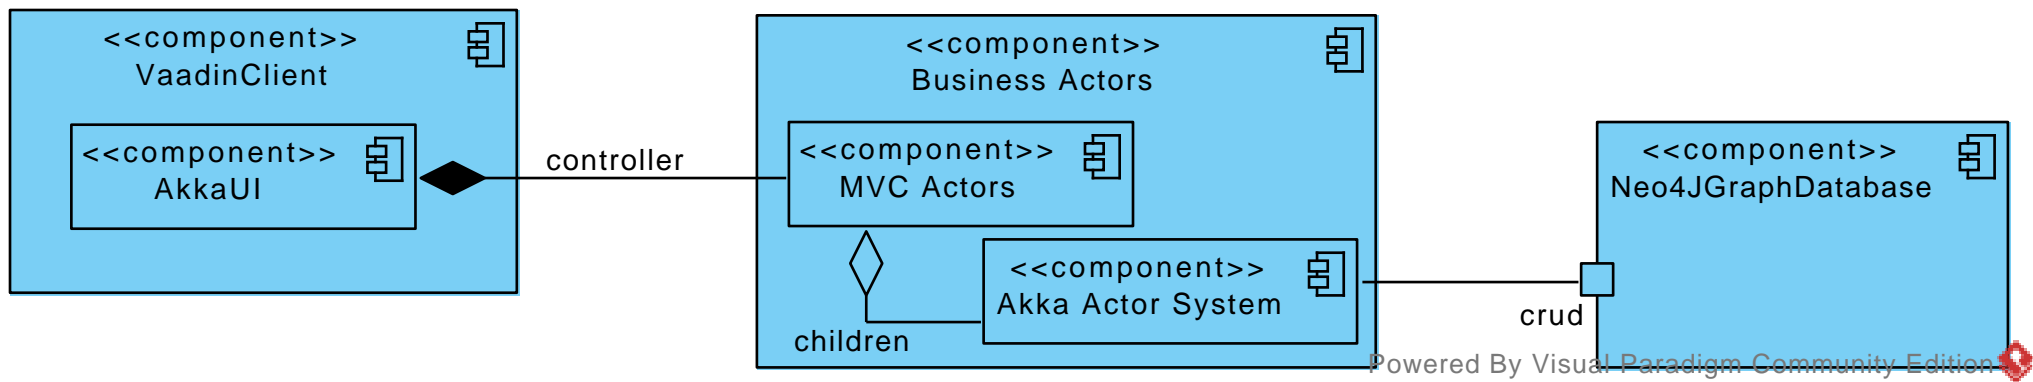 <<component>>
VaadinClient
<<component>>
AkkaUI
controller
<<component>>
Business Actors
<<component>>
MVC Actors
<<component>>
Akka Actor System
children
<<component>>
Neo4JGraphDatabase
crud
Powered By Visual Paradigm Community Edition